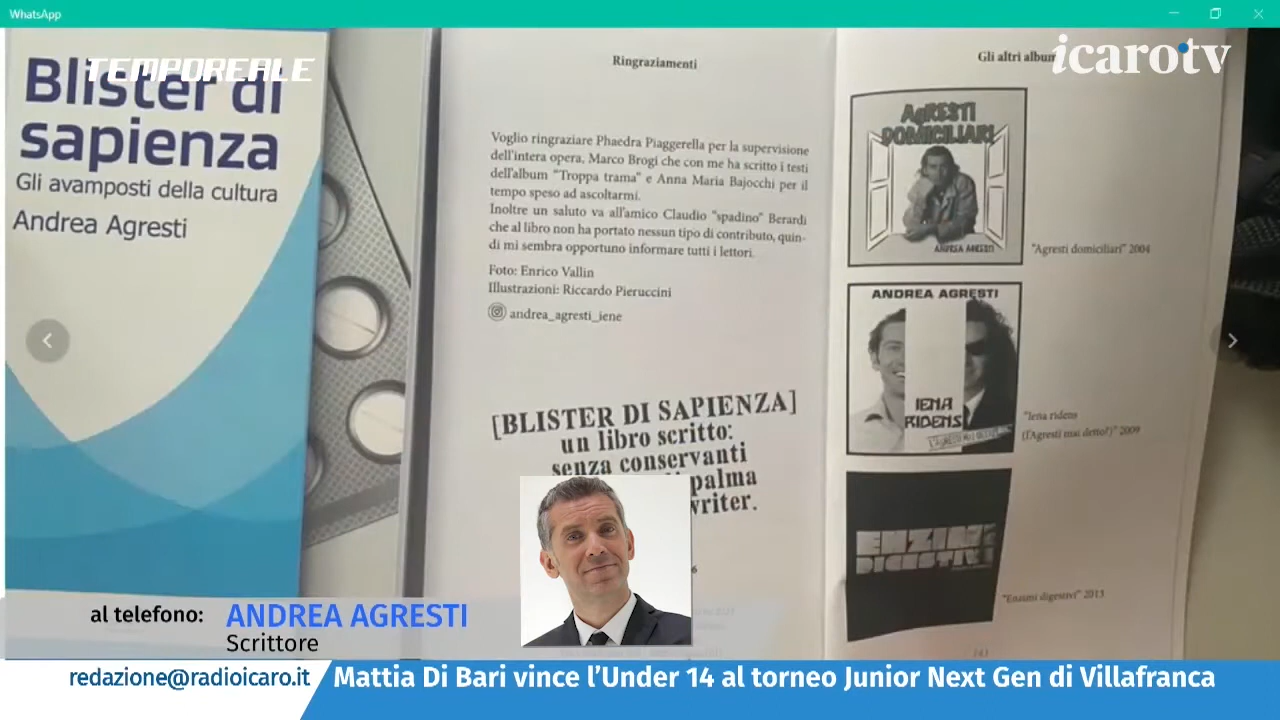 WhatsApp
TEMPOREALE
icarotv
Blister di
sapienza
Gli avamposti della cultura
Andrea Agresti
Ringraziamenti
Voglio ringraziare Phaedra Piaggerella per la supervisione
dell'intera opera, Marco Brogi che con me ha scritto i testi
dell'album "Troppa trama" e Anna Maria Bajocchi per il
tempo speso ad ascoltarmi.
Inoltre un saluto va all'amico Claudio "spadino" Berardi
che al libro non ha portato nessun tipo di contributo, quin-
di mi sembra opportuno informare tutti i lettori.
Foto: Enrico Vallin
Illustrazioni: Riccardo Pieruccini
andrea_agresti_iene
[BLISTER DI SAPIENZA]
un libro scritto:
senza conservanti
palma
writer.
Gli altri album
AGRESTI
DOMICILIARI
ANDREA AGRESTI
"Agresti domiciliari" 2004
ANDREA AGRESTI
IENA
RIDENS
"Iena ridens
(l'Agresti mai detto!)" 2009
ENZIMI
DIGESTIVI
"Enzimi digestivi" 2013
al telefono: ANDREA AGRESTI
Scrittore
redazione@radioicaro.it
Mattia Di Bari vince l'Under 14 al torneo Junior Next Gen di Villafranca